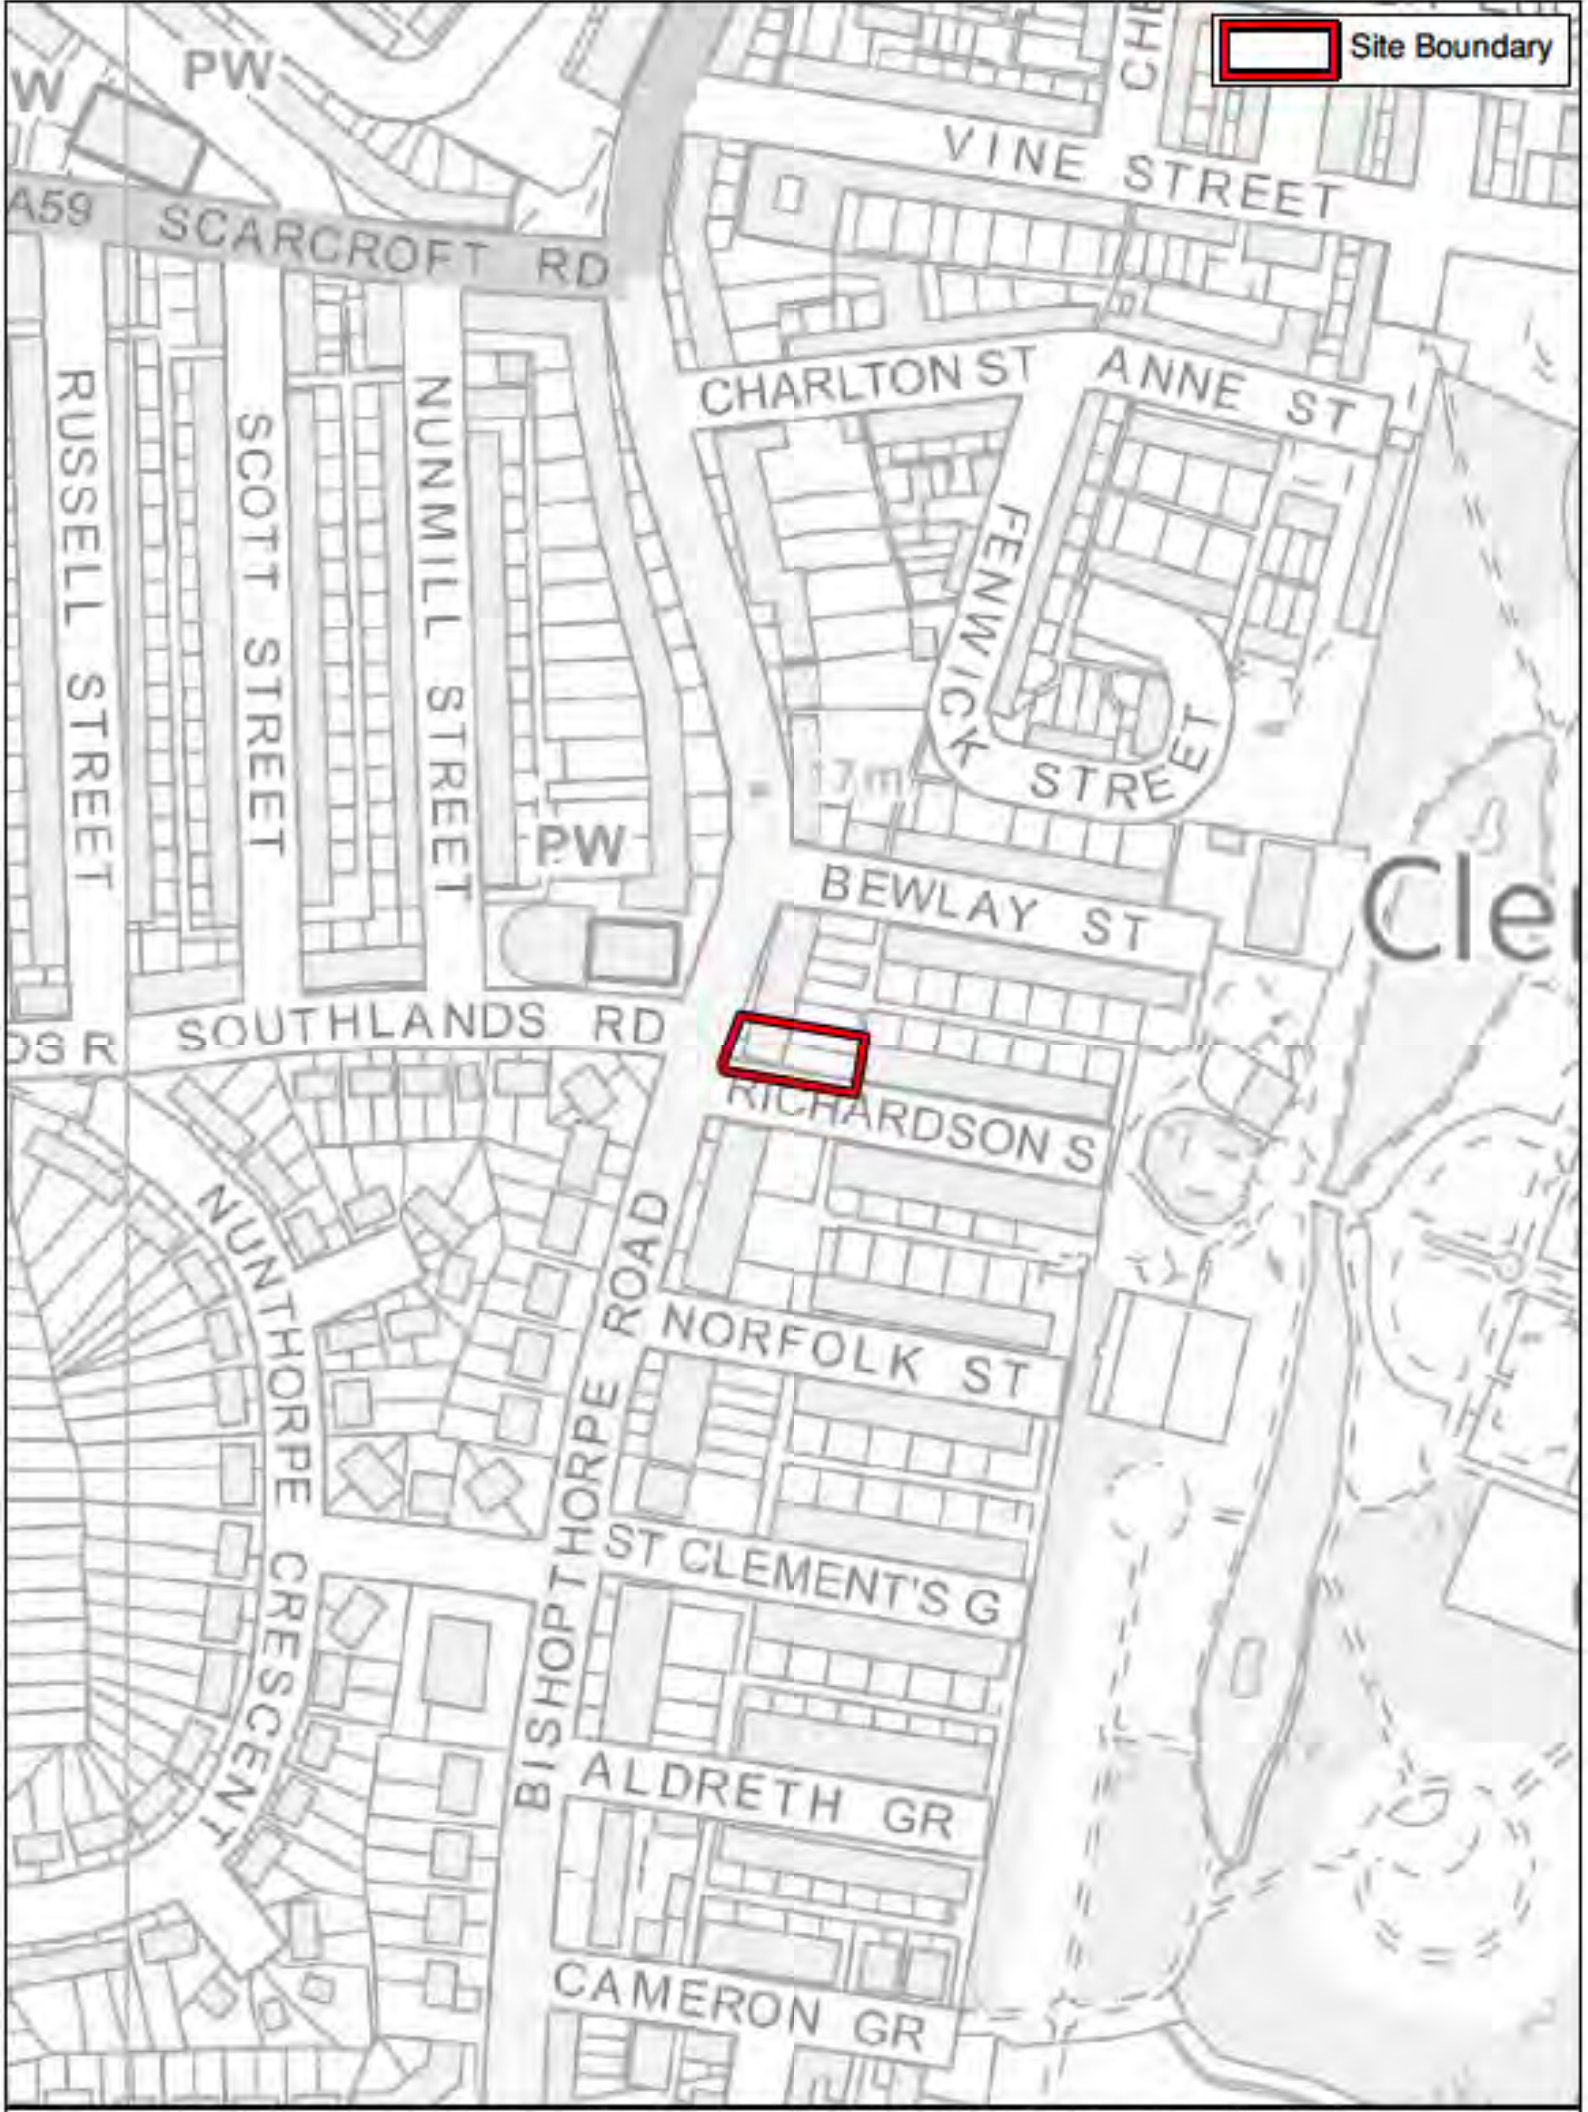 Site Boundary
PW
W
VINE STREET
A59 SCARCROFT RD
CHARLTON ST
ANNE ST
RUSSELL STREET
SCOTT STREET
NUNMILL STREET
FENWICK STREET
7m
PW
BEWLAY ST
Cle
SOUTHLANDS RD
RICHARDSON S
NUNTHORPE CRESCENT
BISHOPTHORPE ROAD
NORFOLK ST
ST CLEMENT'S G
ALDRETH GR
CAMERON GR